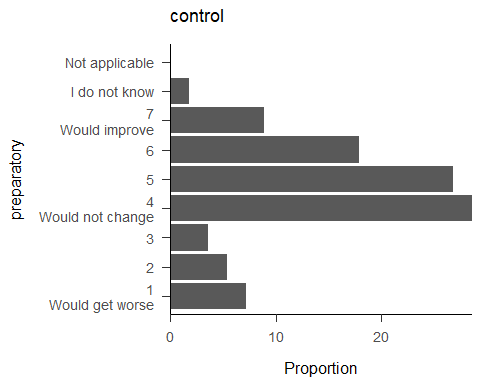 control
Not applicable
I do not know
7
Would improve
6
5
4
Would not change
3
2
1
Would get worse
preparatory
0
10
20
Proportion